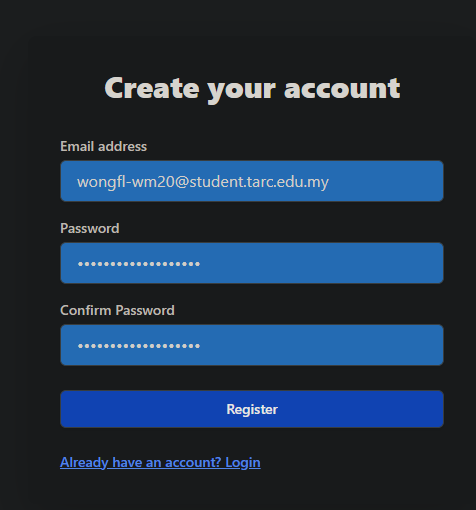 Create your account
Email address
wongfl-wm20@student.tarc.edu.my
Password
•••••••••••••••••••
Confirm Password
•••••••••••••••••••
Register
Already have an account? Login